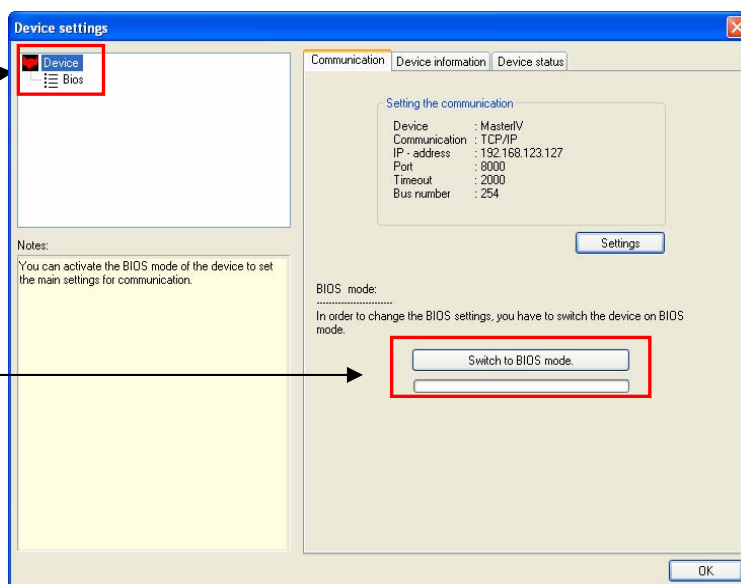 Device settings
Device
Bios
Notes:
You can activate the BIOS mode of the device to set
the main settings for communication.
Communication
Device information
Device status
Setting the communication
Device : MasterIV
Communication : TCP/IP
IP - address : 192.168.123.127
Port : 8000
Timeout : 2000
Bus number : 254
Settings
BIOS mode:
-------------------------
In order to change the BIOS settings, you have to switch the device on BIOS
mode.
Switch to BIOS mode.
OK